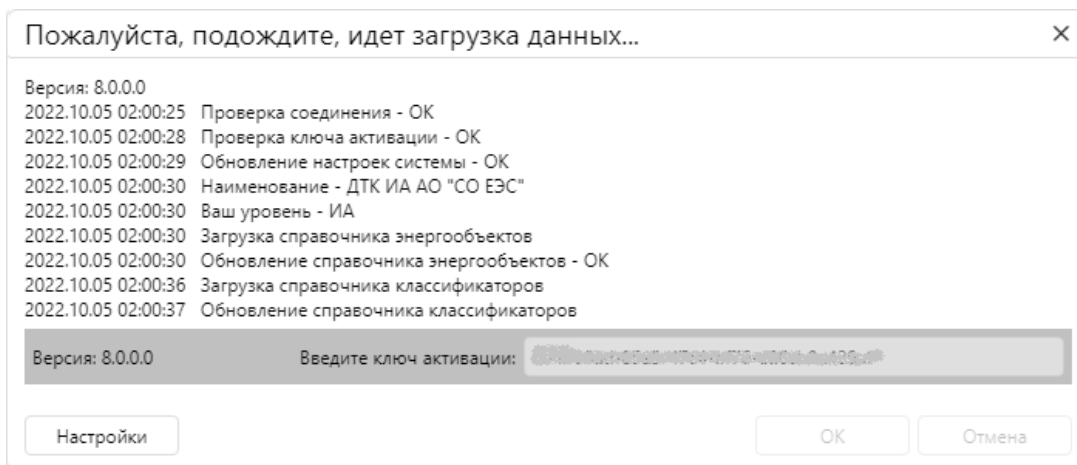 Пожалуйста, подождите, идет загрузка данных...
Версия: 8.0.0.0
2022.10.05 02:00:25 Проверка соединения - ОК
2022.10.05 02:00:28 Проверка ключа активации - ОК
2022.10.05 02:00:29 Обновление настроек системы - ОК
2022.10.05 02:00:30 Наименование - ДТК ИА АО "СО ЕЭС"
2022.10.05 02:00:30 Ваш уровень - ИА
2022.10.05 02:00:30 Загрузка справочника энергообъектов
2022.10.05 02:00:30 Обновление справочника энергообъектов - ОК
2022.10.05 02:00:36 Загрузка справочника классификаторов
2022.10.05 02:00:37 Обновление справочника классификаторов
Версия: 8.0.0.0 Введите ключ активации:
Настройки ОК Отмена